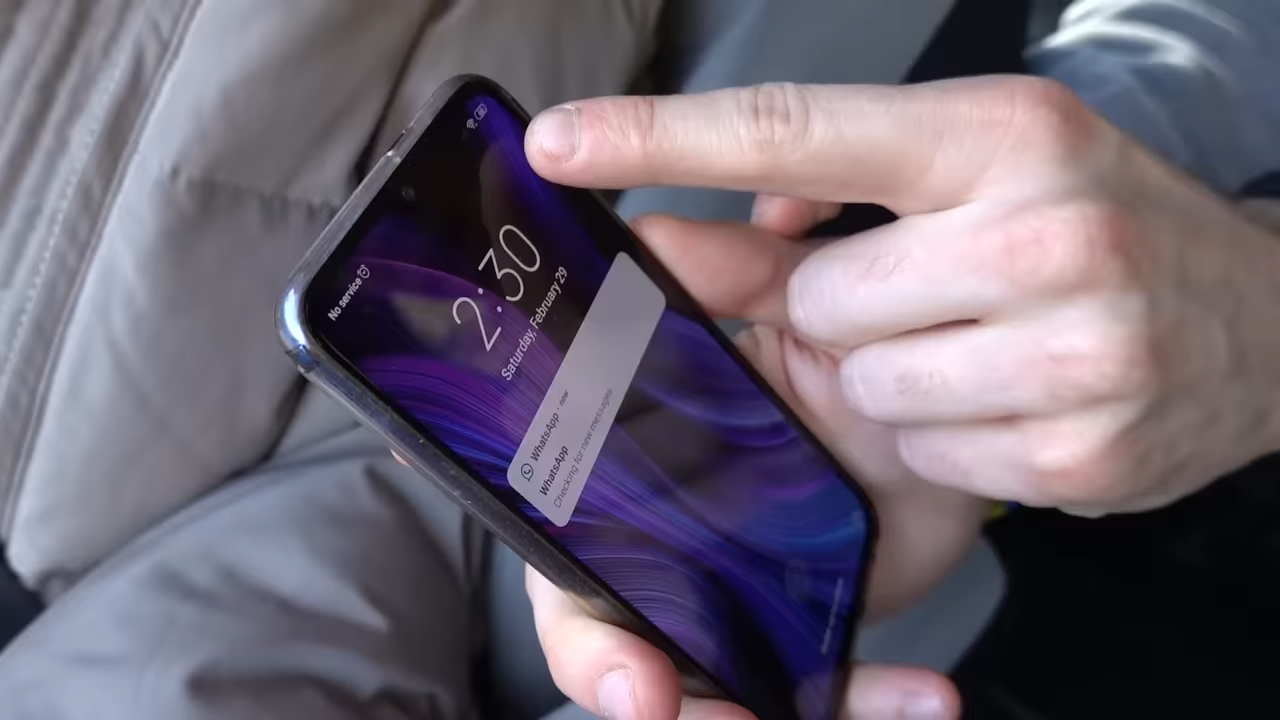 No service
2:30
Saturday, February 29
WhatsApp · now
WhatsApp
Checking for new messages